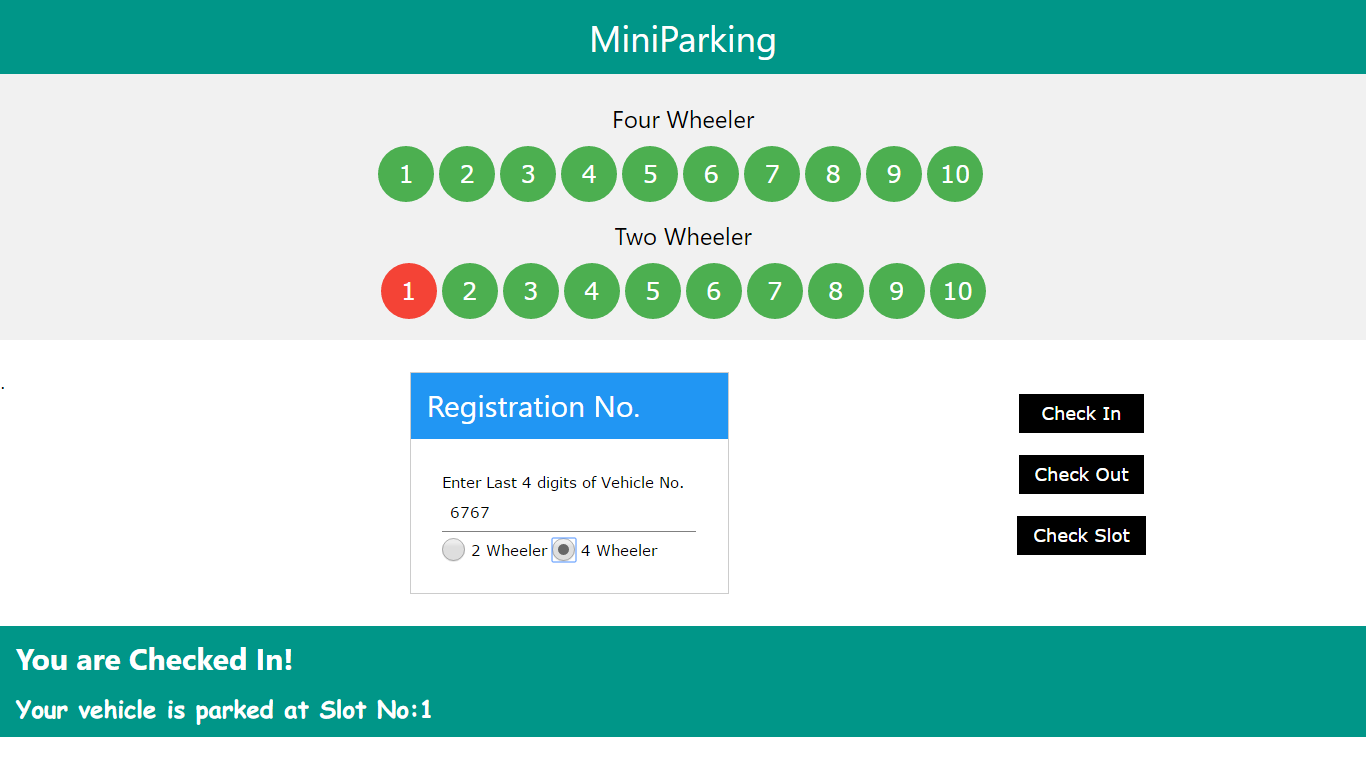 MiniParking
Four Wheeler
1 2 3 4 5 6 7 8 9 10
Two Wheeler
1 2 3 4 5 6 7 8 9 10
.
Registration No.
Enter Last 4 digits of Vehicle No.
6767
2 Wheeler 4 Wheeler
Check In
Check Out
Check Slot
You are Checked In!
Your vehicle is parked at Slot No:1